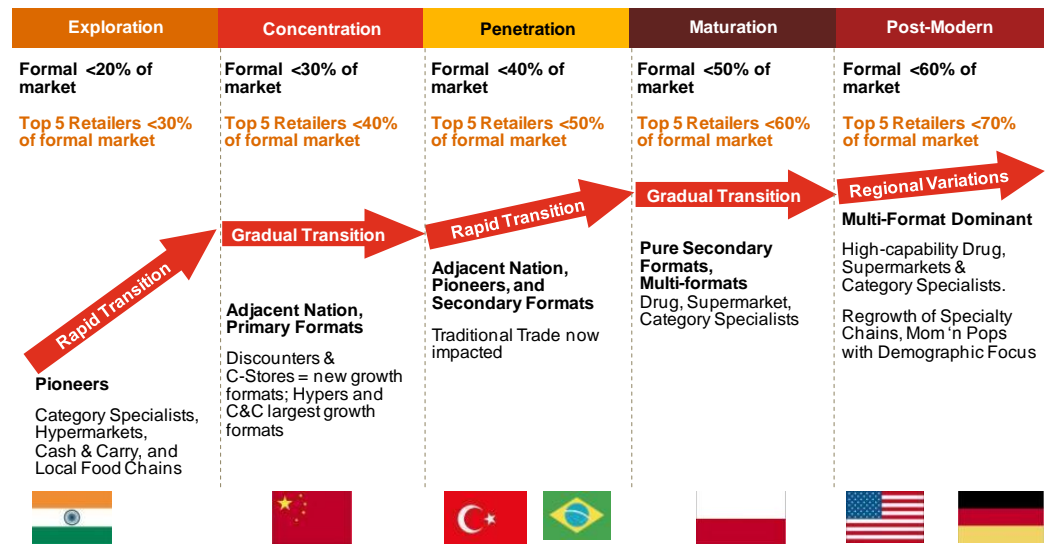 Exploration
Formal <20% of
market
Top 5 Retailers <30%
of formal market
Rapid Transition
Pioneers
Category Specialists,
Hypermarkets,
Cash & Carry, and
Local Food Chains
Concentration
Formal <30% of
market
Top 5 Retailers <40%
of formal market
Gradual Transition
Adjacent Nation,
Primary Formats
Discounters &
C-Stores = new growth
formats; Hypers and
C&C largest growth
formats
Penetration
Formal <40% of
market
Top 5 Retailers <50%
of formal market
Rapid Transition
Adjacent Nation,
Pioneers, and
Secondary Formats
Traditional Trade now
impacted
Maturation
Formal <50% of
market
Top 5 Retailers <60%
of formal market
Gradual Transition
Pure Secondary
Formats,
Multi-formats
Drug, Supermarket,
Category Specialists
Post-Modern
Formal <60% of
market
Top 5 Retailers <70%
of formal market
Regional Variations
Multi-Format Dominant
High-capability Drug,
Supermarkets &
Category Specialists.
Regrowth of Specialty
Chains, Mom ‘n Pops
with Demographic Focus